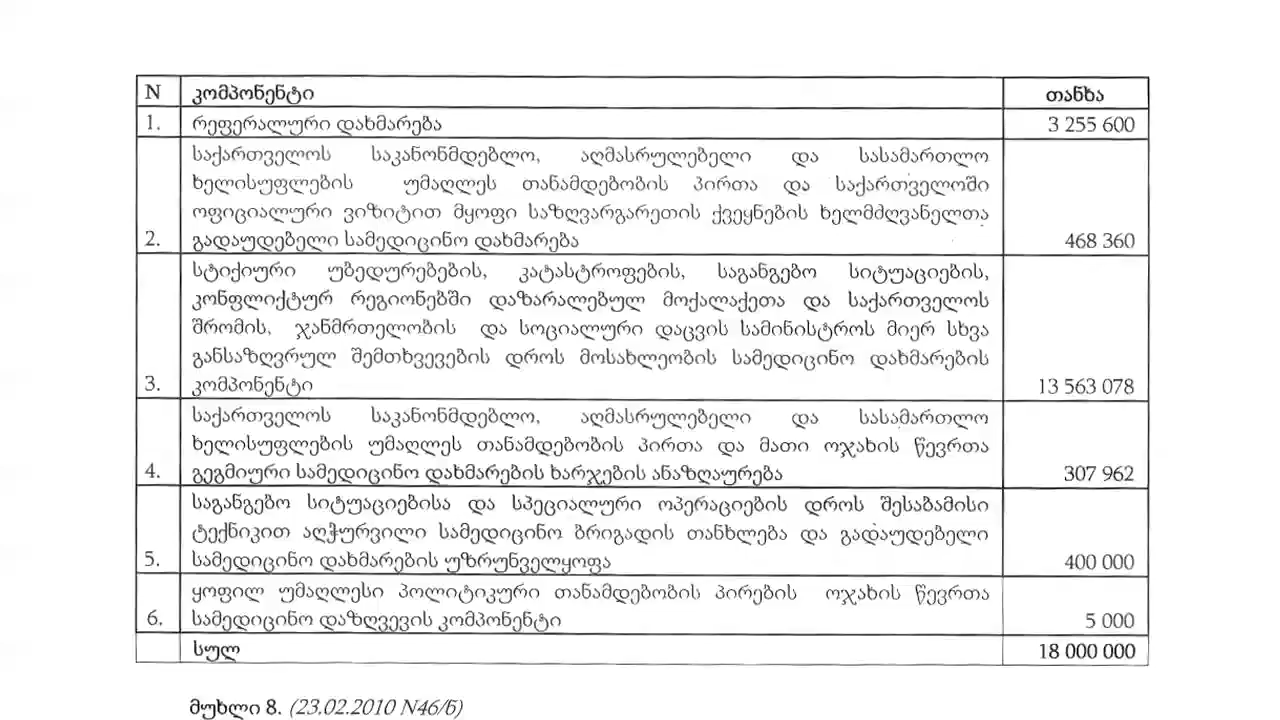 N კომპონენტი თანხა
1. რეფერალური დახმარება 3 255 600
საქართველოს საკანონმდებლო, აღმასრულებელი და სასამართლო
ხელისუფლების უმაღლეს თანამდებობის პირთა და საქართველოში
ოფიციალური ვიზიტით მყოფი საზღვარგარეთის ქვეყნების ხელმძღვანელთა
2. გადაუდებელი სამედიცინო დახმარება 468 360
სტიქიური უბედურებების, კატასტროფების, საგანგებო სიტუაციების,
კონფლიქტურ რეგიონებში დაზარალებულ მოქალაქეთა და საქართველოს
შრომის, ჯანმრთელობის და სოციალური დაცვის სამინისტროს მიერ სხვა
განსაზღვრულ შემთხვევების დროს მოსახლეობის სამედიცინო დახმარების
3. კომპონენტი 13 563 078
საქართველოს საკანონმდებლო, აღმასრულებელი და სასამართლო
ხელისუფლების უმაღლეს თანამდებობის პირთა და მათი ოჯახის წევრთა
4. გეგმიური სამედიცინო დახმარების ხარჯების ანაზღაურება 307 962
საგანგებო სიტუაციებისა და სპეციალური ოპერაციების დროს შესაბამისი
ტექნიკით აღჭურვილი სამედიცინო ბრიგადის თანხლება და გადაუდებელი
5. სამედიცინო დახმარების უზრუნველყოფა 400 000
ყოფილ უმაღლესი პოლიტიკური თანამდებობის პირების ოჯახის წევრთა
6. სამედიცინო დაზღვევის კომპონენტი 5 000
სულ 18 000 000
მუხლი 8. (23.02.2010 N46/ნ)